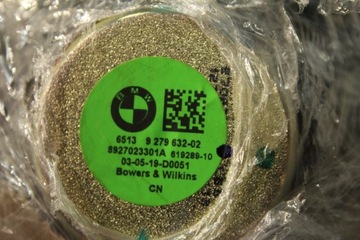 BMW
6513 9 279 632-02
8927023301A 619289-10
03-05-19-D0051
Bowers & Wilkins
CN